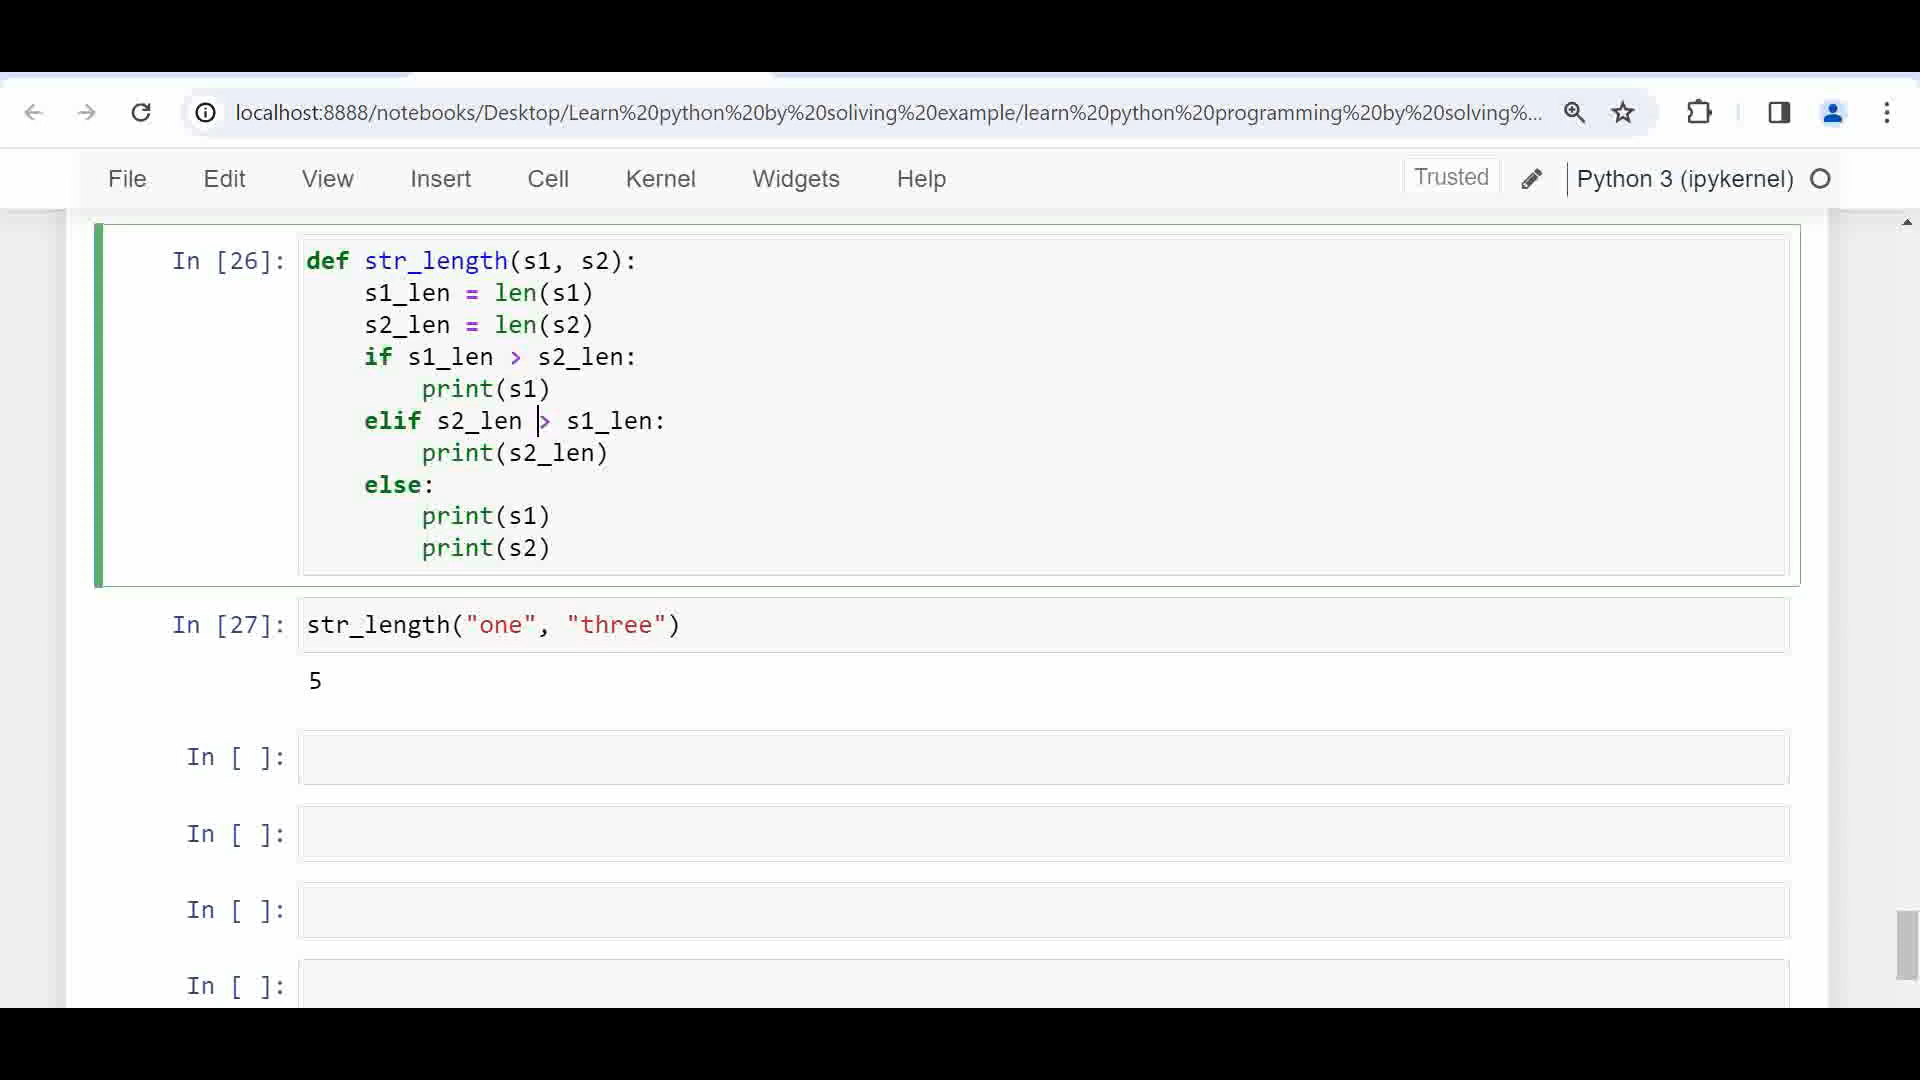 localhost:8888/notebooks/Desktop/Learn%20python%20by%20soliving%20example/learn%20python%20programming%20by%20solving%...
File Edit View Insert Cell Kernel Widgets Help Trusted Python 3 (ipykernel)
In [26]: def str_length(s1, s2):
    s1_len = len(s1)
    s2_len = len(s2)
    if s1_len > s2_len:
        print(s1)
    elif s2_len > s1_len:
        print(s2_len)
    else:
        print(s1)
        print(s2)
In [27]: str_length("one", "three")
5
In [ ]:
In [ ]:
In [ ]:
In [ ]: